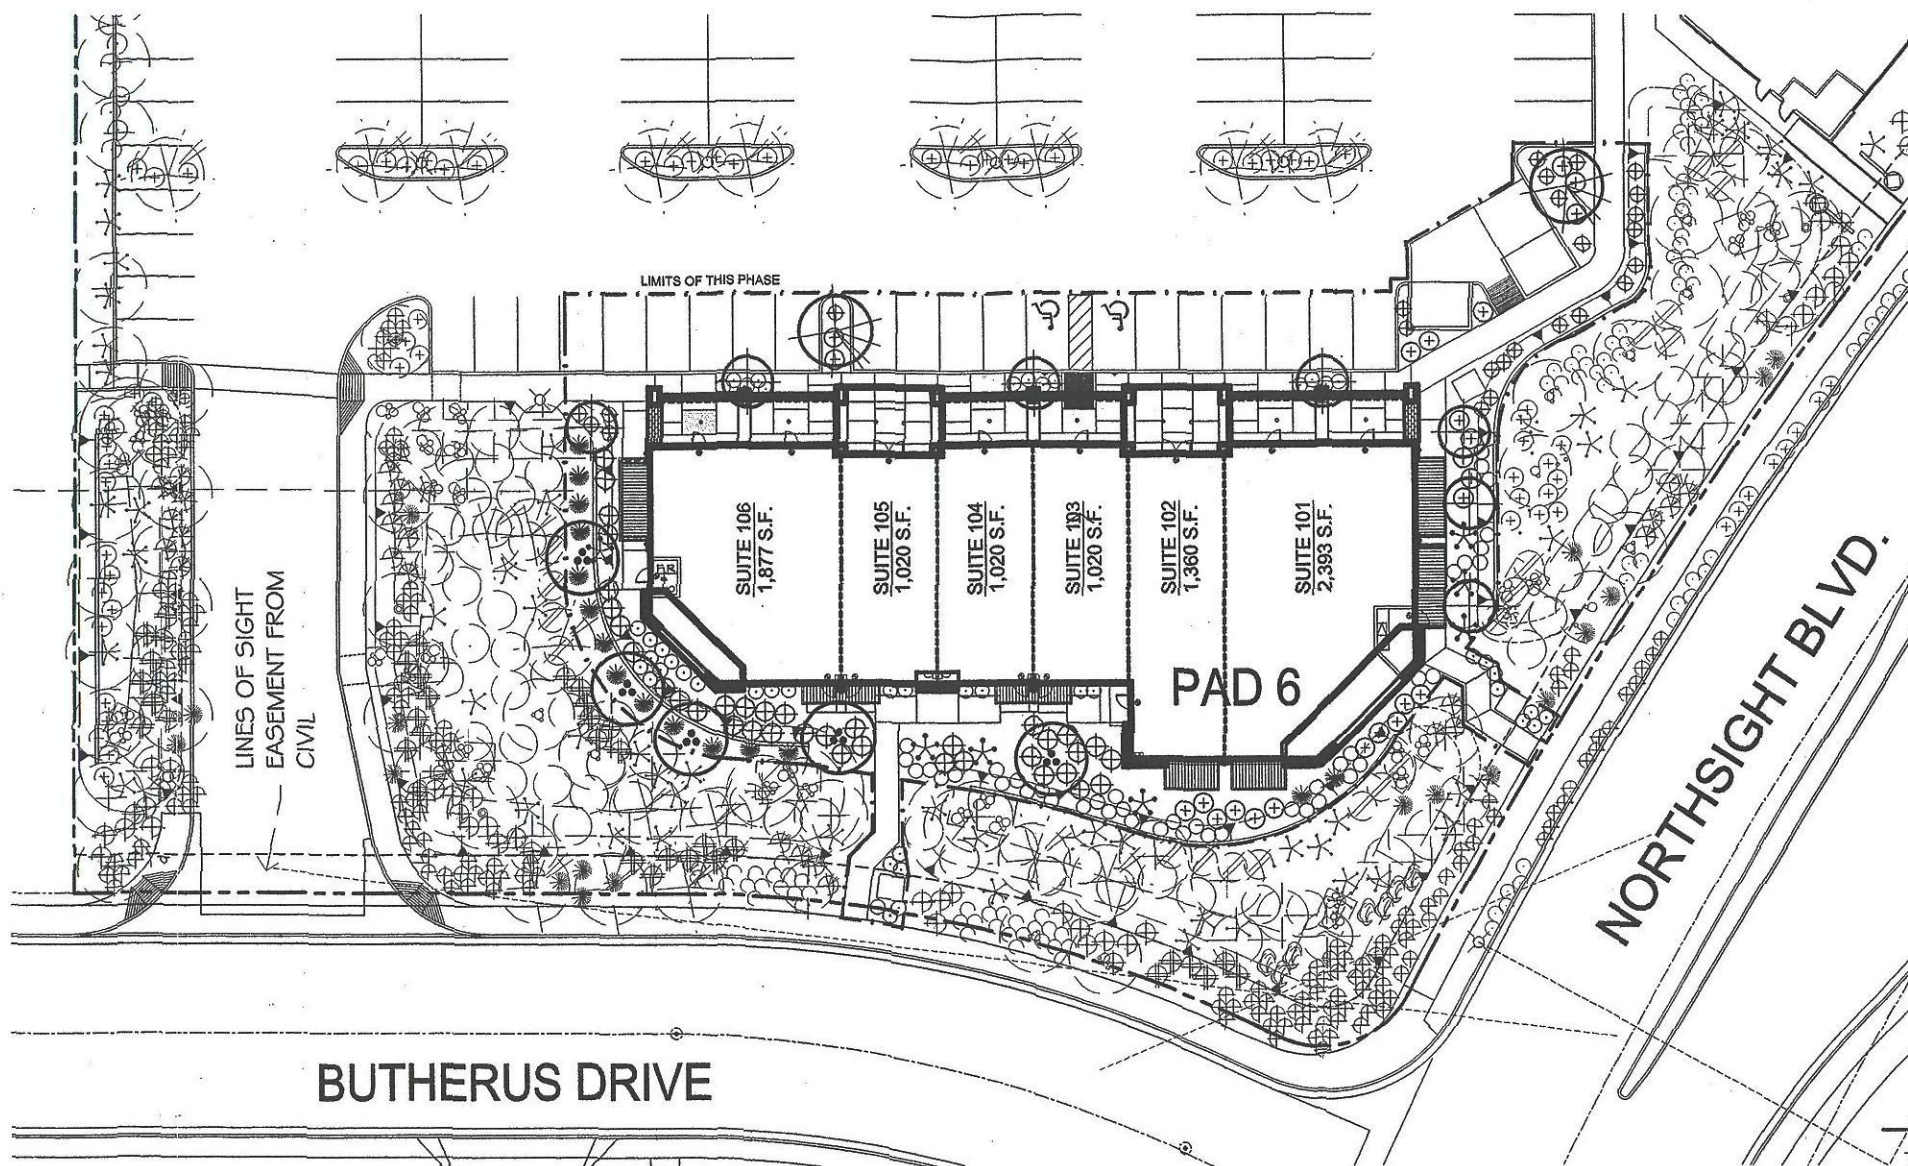 LIMITS OF THIS PHASE
SUITE 106
1,877 S.F.
SUITE 105
1,020 S.F.
SUITE 104
1,020 S.F.
SUITE 103
1,020 S.F.
SUITE 102
1,360 S.F.
SUITE 101
2,393 S.F.
PAD 6
LINES OF SIGHT
EASEMENT FROM
CIVIL
NORTHSIGHT BLVD.
BUTHERUS DRIVE